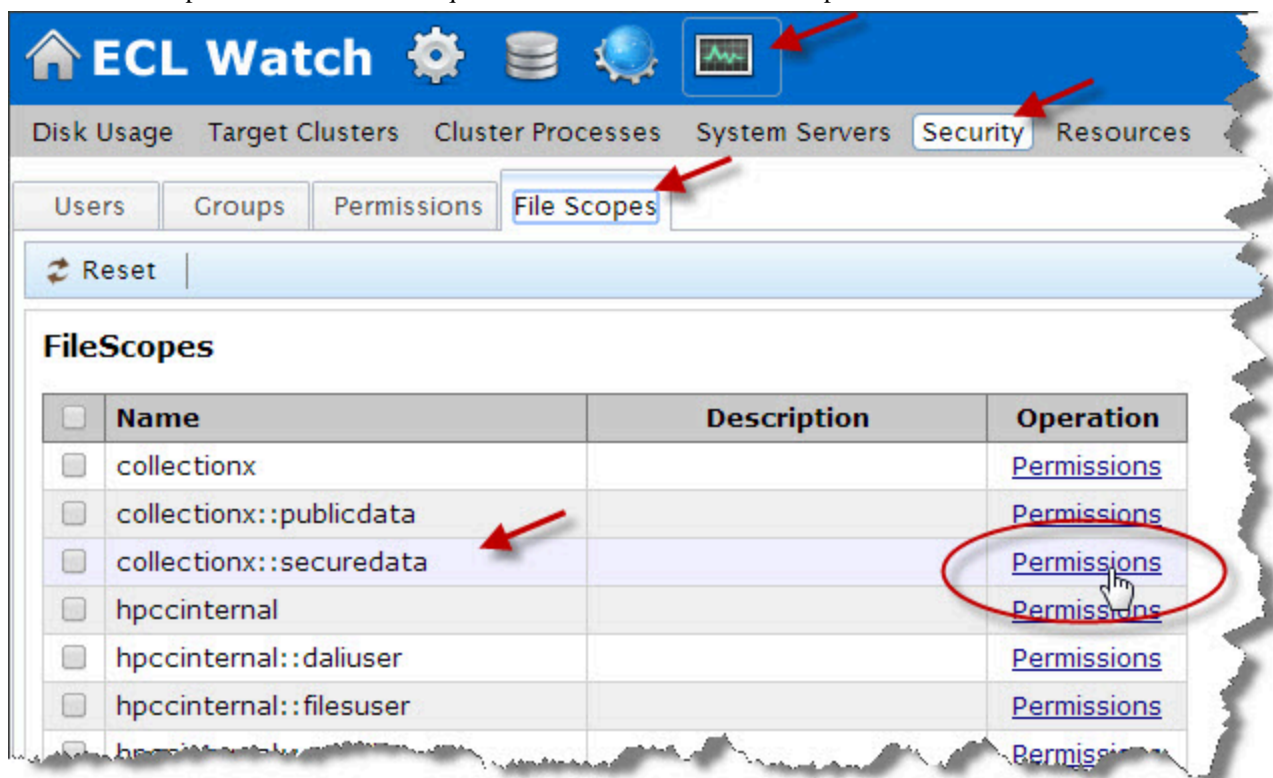 ECL Watch
Disk Usage Target Clusters Cluster Processes System Servers Security Resources
Users Groups Permissions File Scopes
Reset
FileScopes
Name Description Operation
collectionx Permissions
collectionx::publicdata Permissions
collectionx::securedata Permissions
hpccinternal Permissions
hpccinternal::daliuser Permissions
hpccinternal::filesuser Permissions